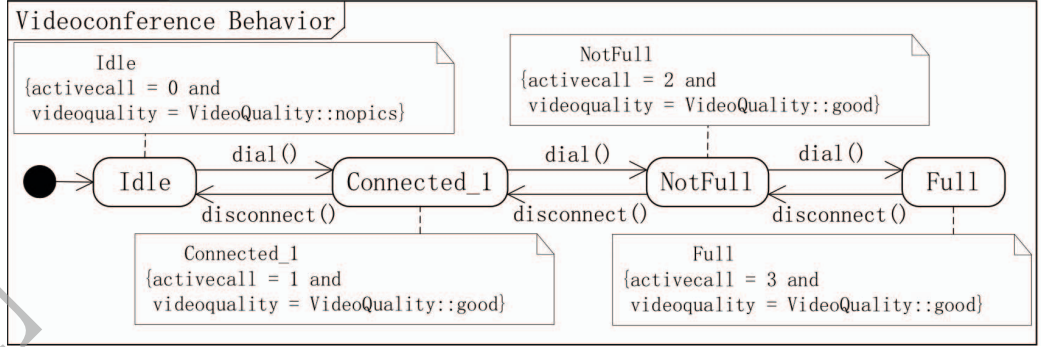 Videoconference Behavior
Idle
{activecall = 0 and
videoquality = VideoQuality::nopics}
NotFull
{activecall = 2 and
videoquality = VideoQuality::good}
dial()
dial()
dial()
Idle
Connected_1
NotFull
Full
disconnect()
disconnect()
disconnect()
Connected_1
{activecall = 1 and
videoquality = VideoQuality::good}
Full
{activecall = 3 and
videoquality = VideoQuality::good}